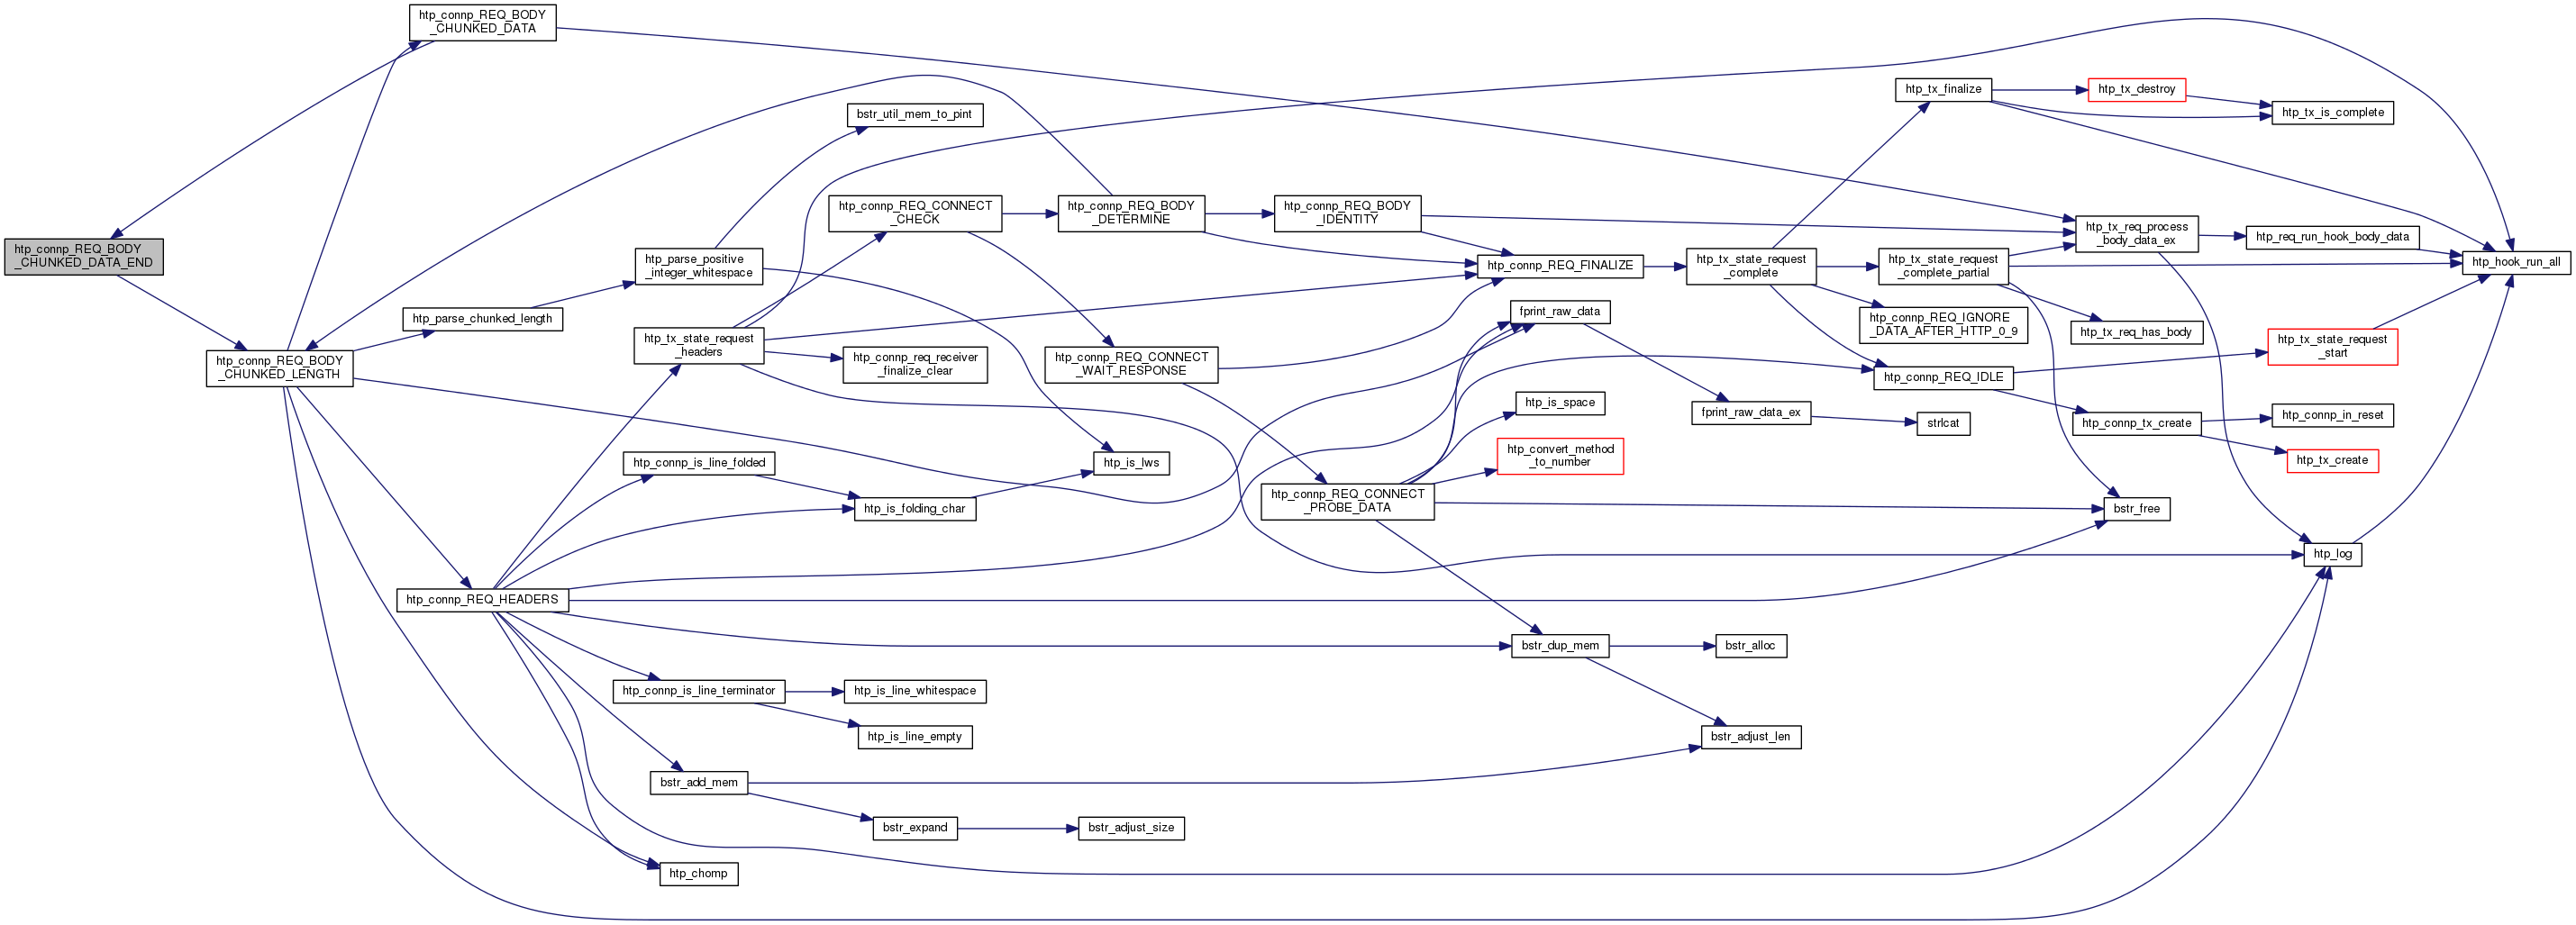 htp_connp_REQ_BODY
_CHUNKED_DATA
htp_tx_finalize
htp_tx_destroy
htp_tx_is_complete
bstr_util_mem_to_pint
htp_connp_REQ_CONNECT
_CHECK
htp_connp_REQ_BODY
_DETERMINE
htp_connp_REQ_BODY
_IDENTITY
htp_tx_req_process
_body_data_ex
htp_req_run_hook_body_data
htp_connp_REQ_BODY
_CHUNKED_DATA_END
htp_parse_positive
_integer_whitespace
htp_connp_REQ_FINALIZE
htp_tx_state_request
_complete
htp_tx_state_request
_complete_partial
htp_hook_run_all
htp_parse_chunked_length
fprint_raw_data
htp_connp_REQ_IGNORE
_DATA_AFTER_HTTP_0_9
htp_tx_req_has_body
htp_tx_state_request
_headers
htp_connp_req_receiver
_finalize_clear
htp_connp_REQ_CONNECT
_WAIT_RESPONSE
htp_tx_state_request
_start
htp_connp_REQ_BODY
_CHUNKED_LENGTH
htp_connp_REQ_IDLE
htp_is_space
fprint_raw_data_ex
strlcat
htp_connp_tx_create
htp_connp_in_reset
htp_connp_is_line_folded
htp_is_lws
htp_convert_method
_to_number
htp_tx_create
htp_is_folding_char
htp_connp_REQ_CONNECT
_PROBE_DATA
bstr_free
htp_log
htp_connp_REQ_HEADERS
bstr_dup_mem
bstr_alloc
htp_connp_is_line_terminator
htp_is_line_whitespace
htp_is_line_empty
bstr_adjust_len
bstr_add_mem
bstr_expand
bstr_adjust_size
htp_chomp